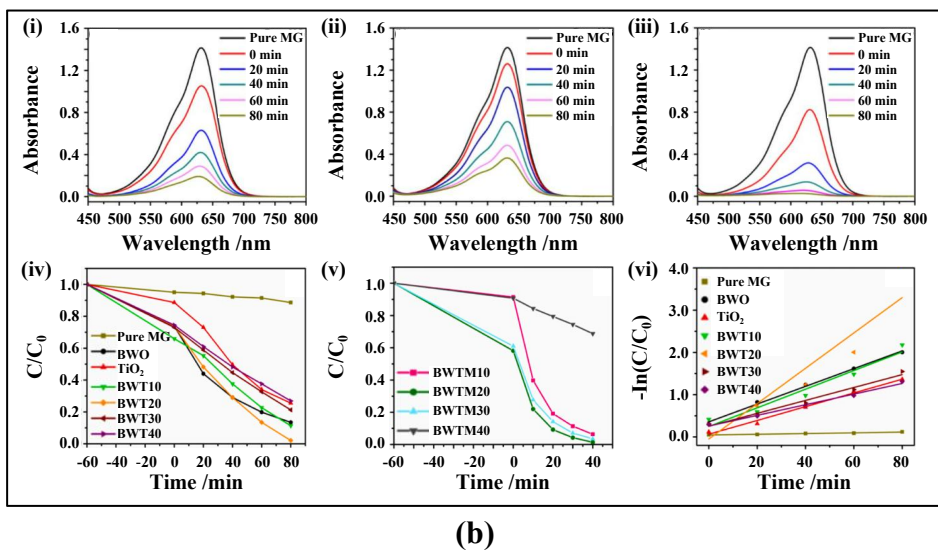 (i)
Absorbance
1.6
1.2
0.8
0.4
0.0
450 500 550 600 650 700 750 800
Wavelength /nm
Pure MG
0 min
20 min
40 min
60 min
80 min
(ii)
Absorbance
1.6
1.2
0.8
0.4
0.0
450 500 550 600 650 700 750 800
Wavelength /nm
Pure MG
0 min
20 min
40 min
60 min
80 min
(iii)
Absorbance
1.6
1.2
0.8
0.4
0.0
450 500 550 600 650 700 750 800
Wavelength /nm
Pure MG
0 min
20 min
40 min
60 min
80 min
(iv)
C/C₀
1.0
0.8
0.6
0.4
0.2
0.0
-60 -40 -20 0 20 40 60 80
Time /min
Pure MG
BWO
TiO₂
BWT10
BWT20
BWT30
BWT40
(v)
C/C₀
1.0
0.8
0.6
0.4
0.2
0.0
-60 -50 -40 -30 -20 -10 0 10 20 30 40
Time /min
BWTM10
BWTM20
BWTM30
BWTM40
(vi)
-ln(C/C₀)
4.0
3.0
2.0
1.0
0.0
0 20 40 60 80
Time /min
Pure MG
BWO
TiO₂
BWT10
BWT20
BWT30
BWT40
(b)